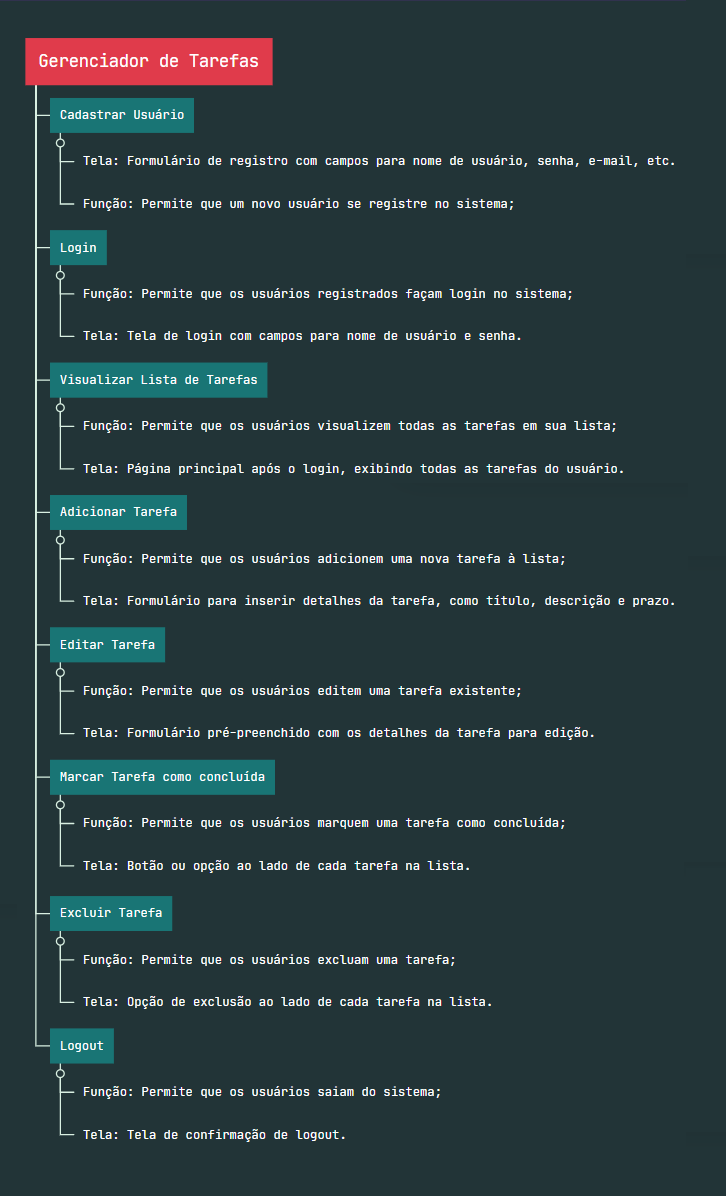 Gerenciador de Tarefas
Cadastrar Usuário
Tela: Formulário de registro com campos para nome de usuário, senha, e-mail, etc.
Função: Permite que um novo usuário se registre no sistema;
Login
Função: Permite que os usuários registrados façam login no sistema;
Tela: Tela de login com campos para nome de usuário e senha.
Visualizar Lista de Tarefas
Função: Permite que os usuários visualizem todas as tarefas em sua lista;
Tela: Página principal após o login, exibindo todas as tarefas do usuário.
Adicionar Tarefa
Função: Permite que os usuários adicionem uma nova tarefa à lista;
Tela: Formulário para inserir detalhes da tarefa, como título, descrição e prazo.
Editar Tarefa
Função: Permite que os usuários editem uma tarefa existente;
Tela: Formulário pré-preenchido com os detalhes da tarefa para edição.
Marcar Tarefa como concluída
Função: Permite que os usuários marquem uma tarefa como concluída;
Tela: Botão ou opção ao lado de cada tarefa na lista.
Excluir Tarefa
Função: Permite que os usuários excluam uma tarefa;
Tela: Opção de exclusão ao lado de cada tarefa na lista.
Logout
Função: Permite que os usuários saiam do sistema;
Tela: Tela de confirmação de logout.